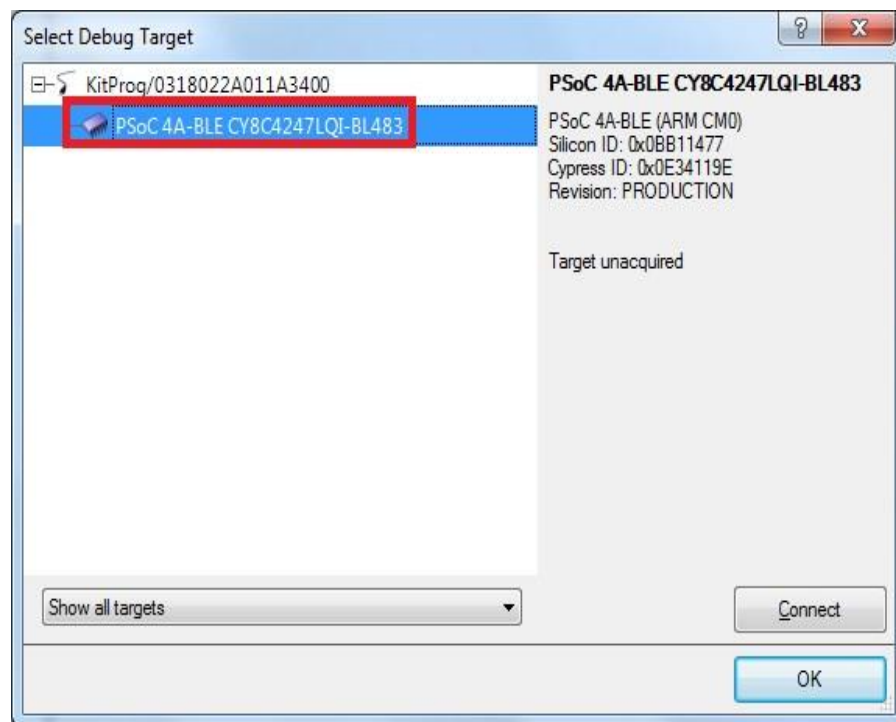 Select Debug Target
KitProg/0318022A011A3400
PSoC 4A-BLE CY8C4247LQI-BL483
PSoC 4A-BLE CY8C4247LQI-BL483
PSoC 4A-BLE (ARM CM0)
Silicon ID: 0x0BB11477
Cypress ID: 0x0E34119E
Revision: PRODUCTION
Target unacquired
Show all targets
Connect
OK